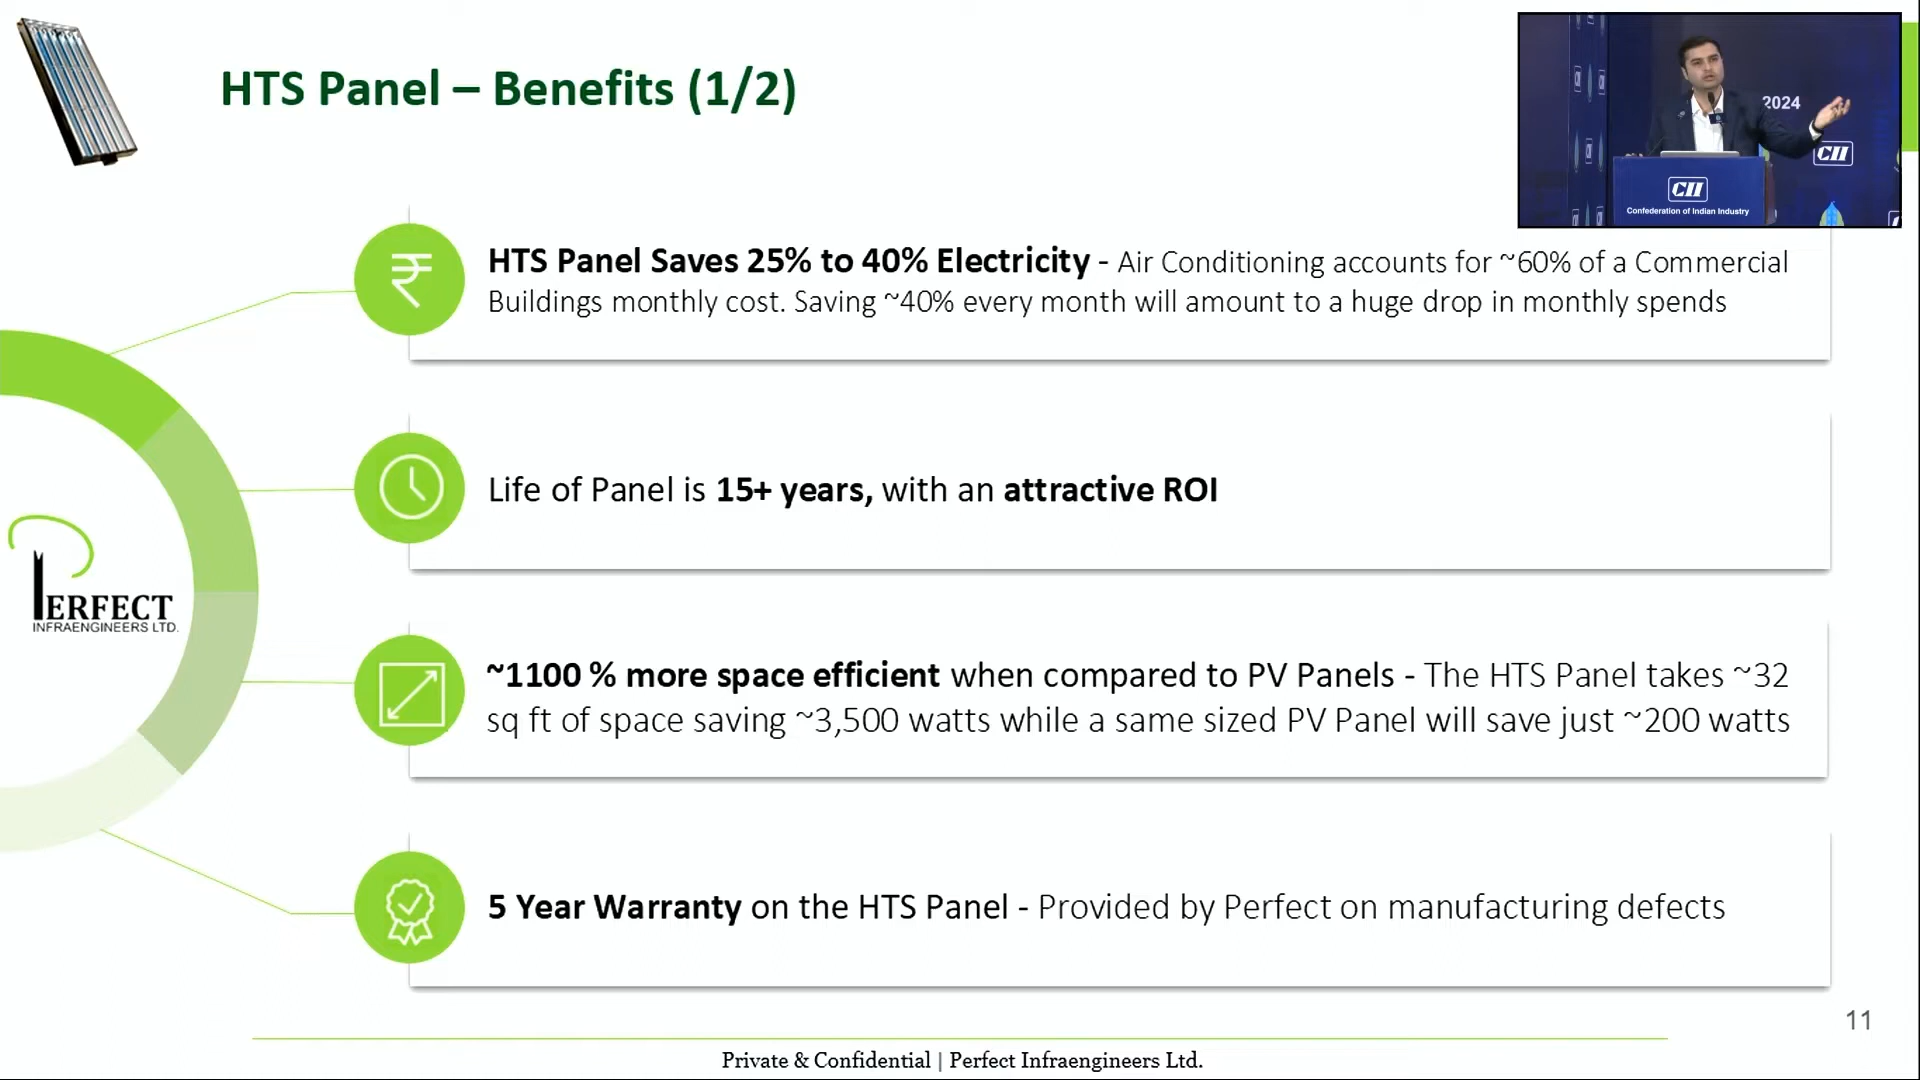 HTS Panel – Benefits (1/2)
2024
CII
CII
Confederation of Indian Industry
HTS Panel Saves 25% to 40% Electricity - Air Conditioning accounts for ~60% of a Commercial
Buildings monthly cost. Saving ~40% every month will amount to a huge drop in monthly spends
Life of Panel is 15+ years, with an attractive ROI
PERFECT
INFRAENGINEERS LTD.
~1100 % more space efficient when compared to PV Panels - The HTS Panel takes ~32
sq ft of space saving ~3,500 watts while a same sized PV Panel will save just ~200 watts
5 Year Warranty on the HTS Panel - Provided by Perfect on manufacturing defects
11
Private & Confidential | Perfect Infraengineers Ltd.